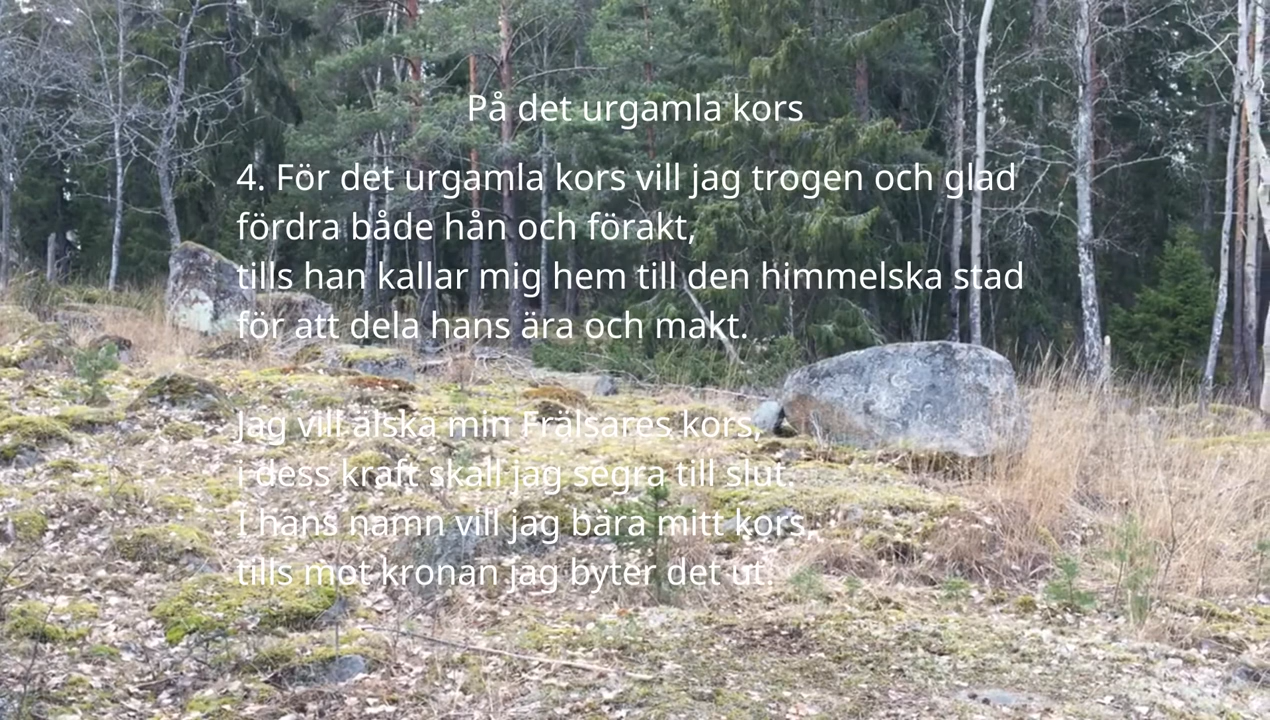 På det urgamla kors
4. För det urgamla kors vill jag trogen och glad
fördra både hån och förakt,
tills han kallar mig hem till den himmelska stad
för att dela hans ära och makt.
Jag vill älska min Frälsares kors,
i dess kraft skall jag segra till slut.
I hans namn vill jag bära mitt kors,
tills mot kronan jag byter det ut.